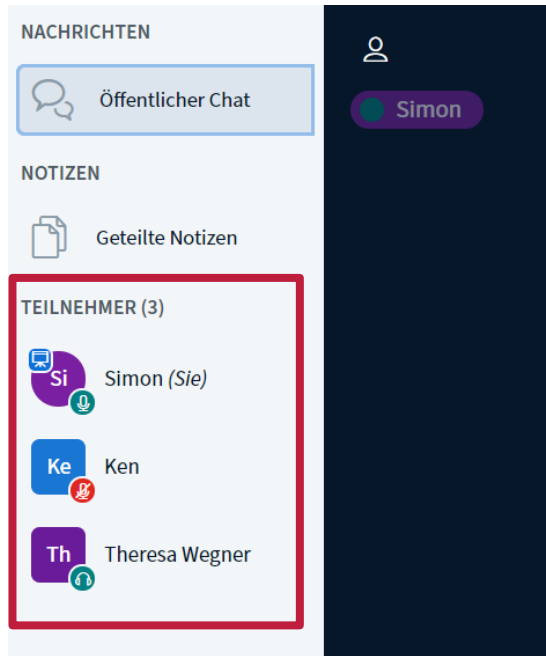 NACHRICHTEN
Öffentlicher Chat
NOTIZEN
Geteilte Notizen
TEILNEHMER (3)
Si
Simon (Sie)
Ke
Ken
Th
Theresa Wegner
Simon